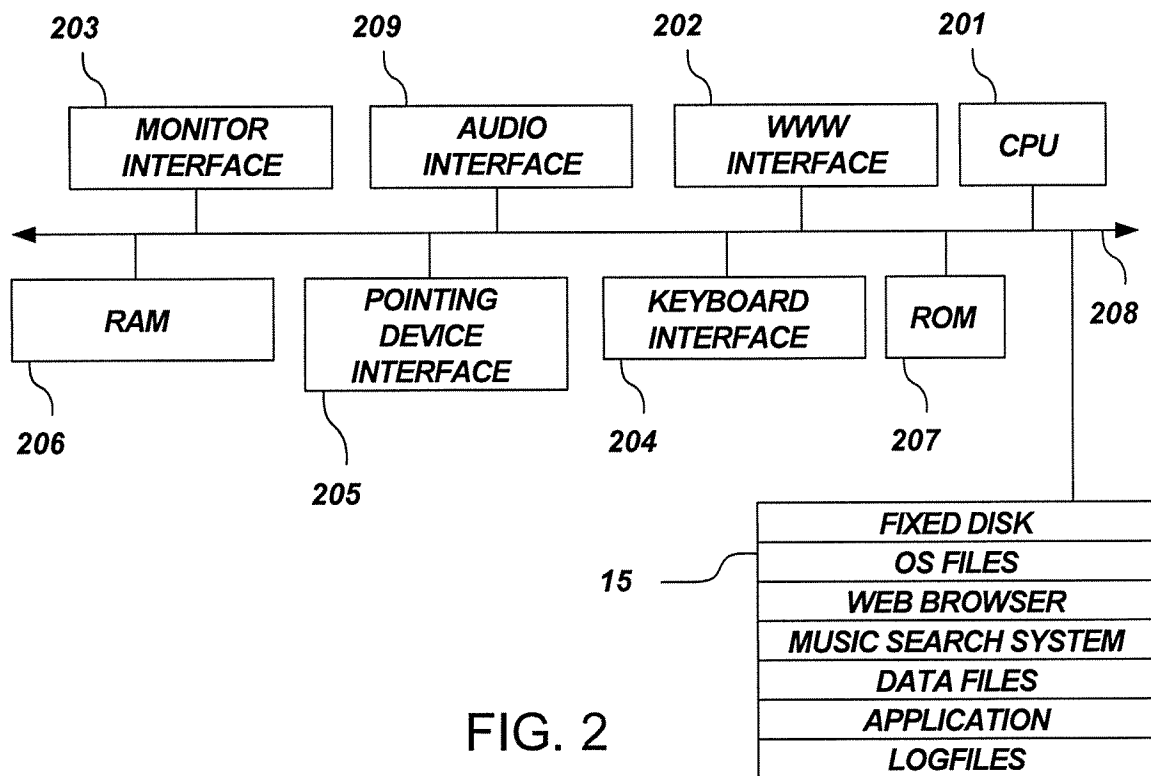 203
209
202
201
MONITOR
INTERFACE
AUDIO
INTERFACE
WWW
INTERFACE
CPU
RAM
POINTING
DEVICE
INTERFACE
KEYBOARD
INTERFACE
ROM
208
206
205
204
207
15
FIXED DISK
OS FILES
WEB BROWSER
MUSIC SEARCH SYSTEM
DATA FILES
APPLICATION
LOGFILES
FIG. 2